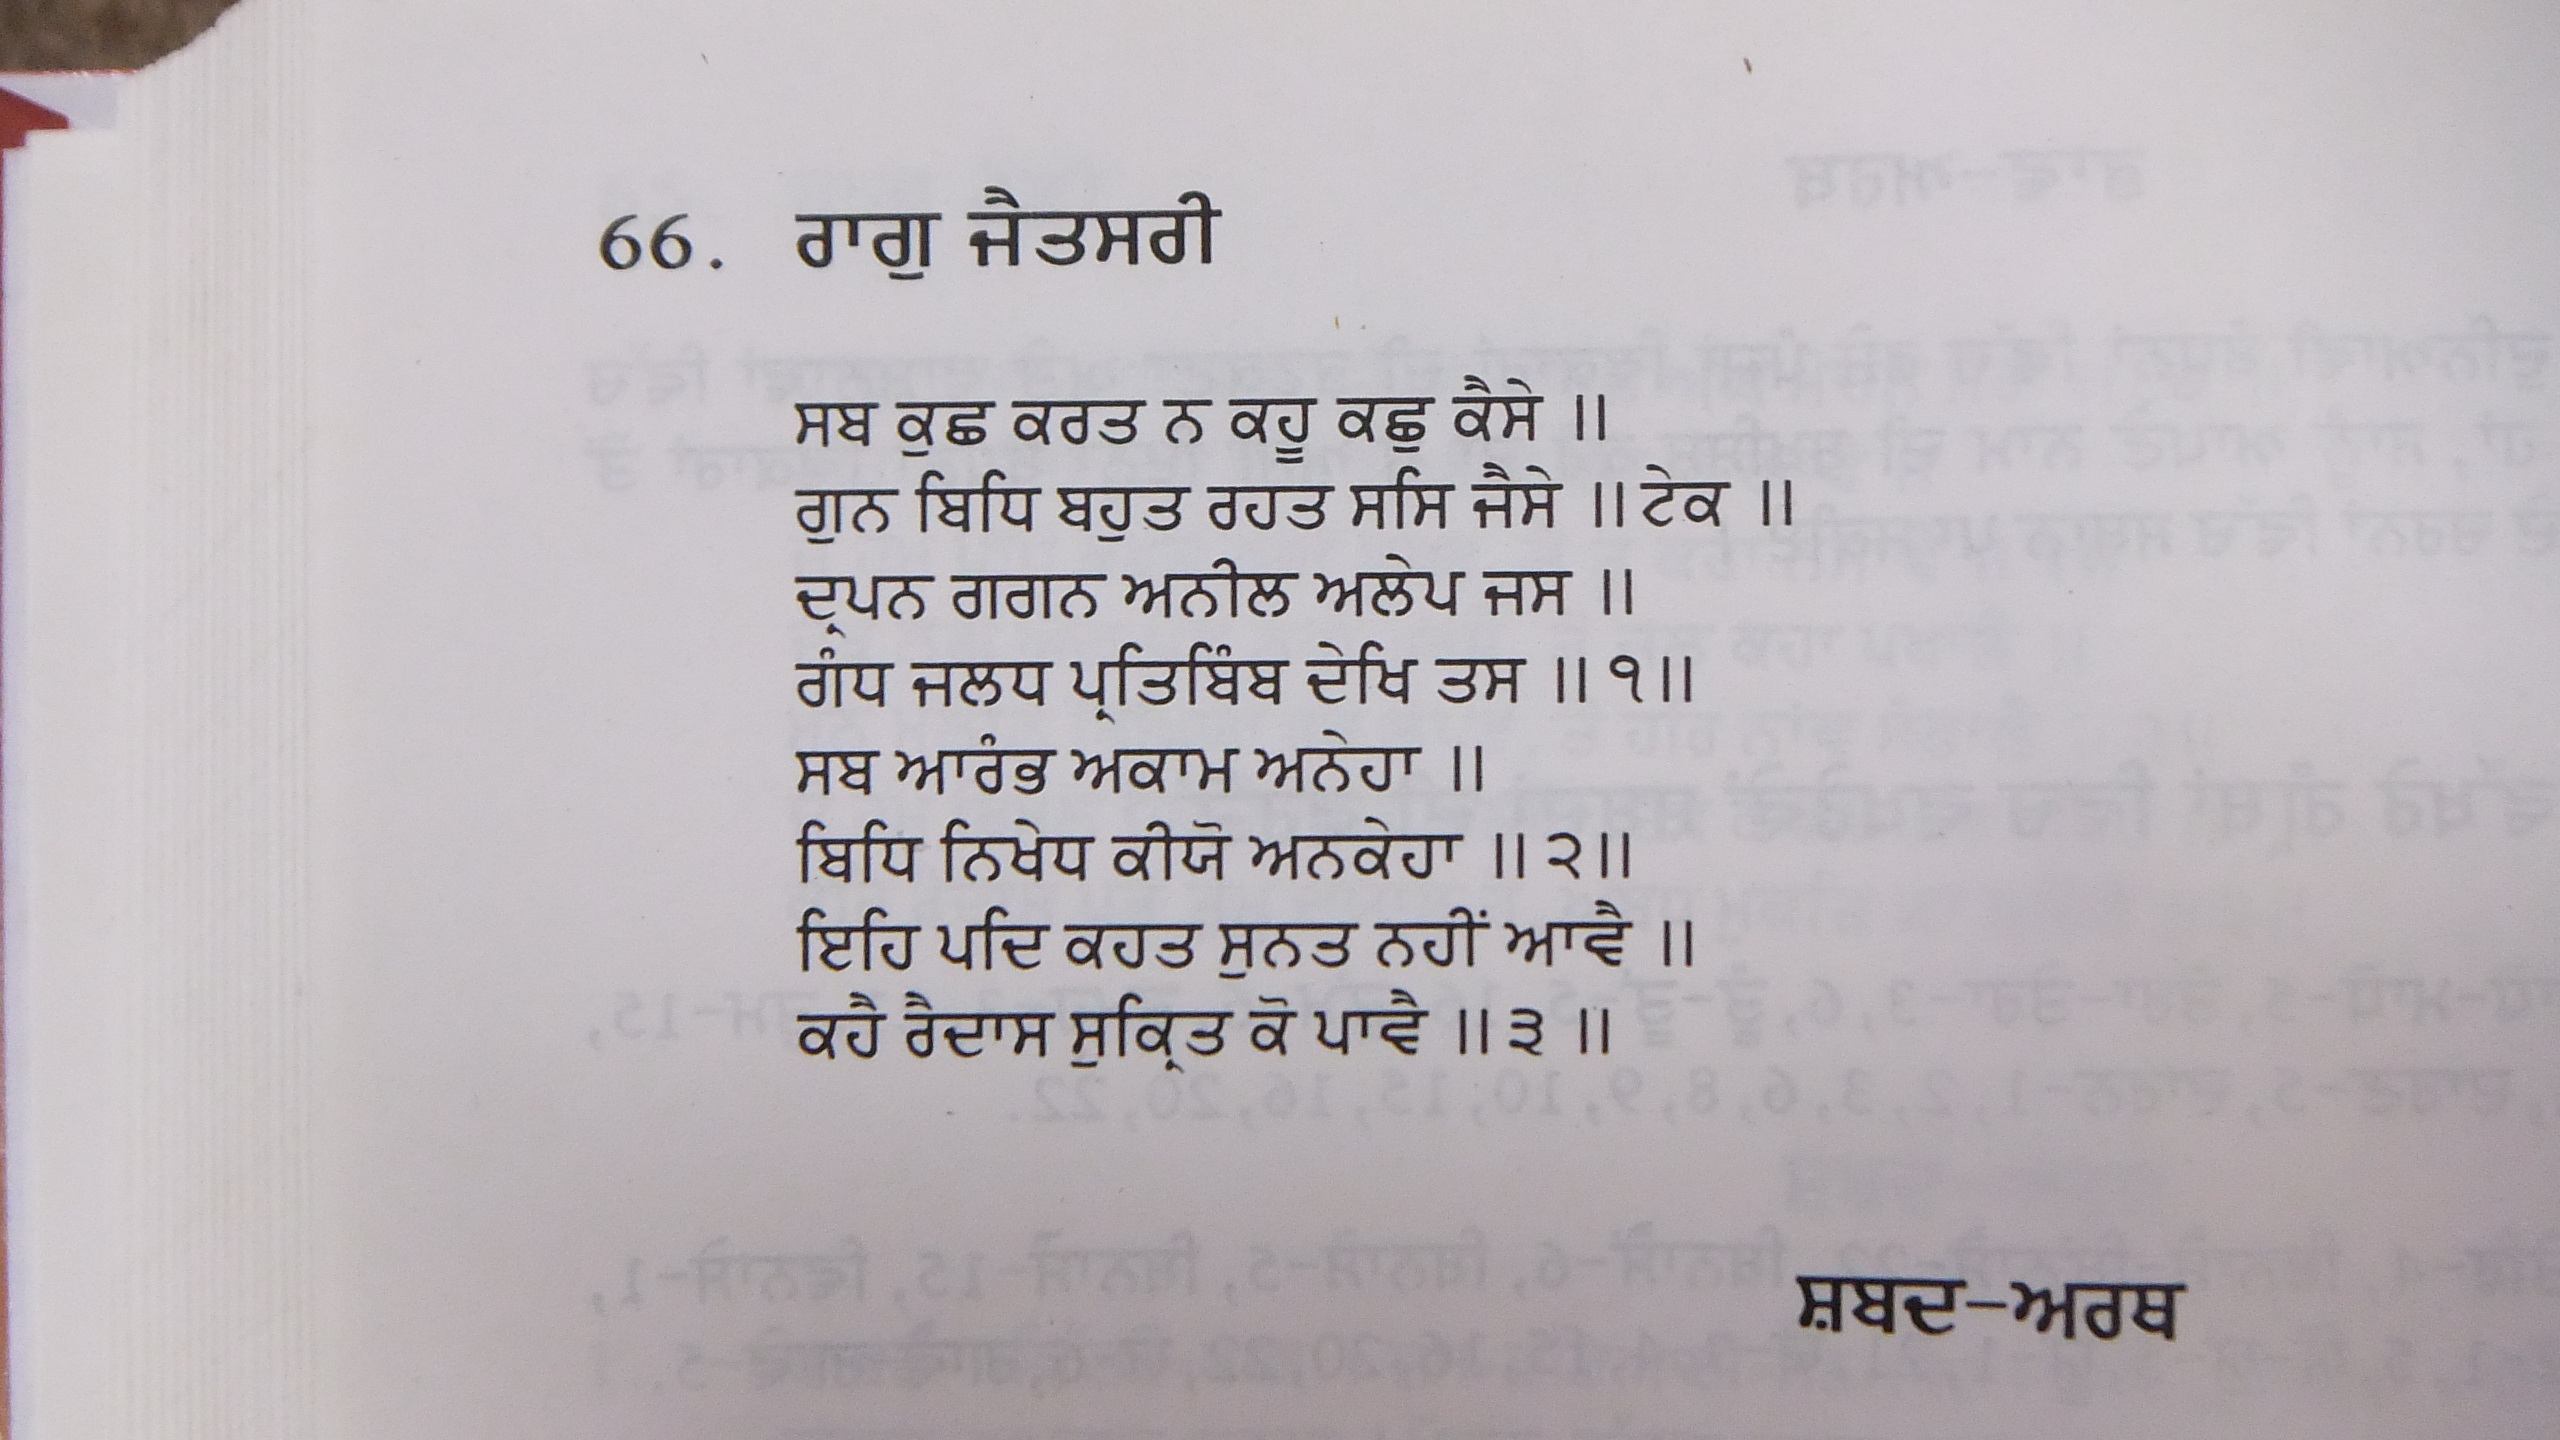 66. ਰਾਗੁ ਜੈਤਸਰੀ
ਸਬ ਕੁਛ ਕਰਤ ਨ ਕਹੂ ਕਛੁ ਕੈਸੇ ॥
ਗੁਨ ਬਿਧਿ ਬਹੁਤ ਰਹਤ ਸਸਿ ਜੈਸੇ ॥ ਟੇਕ ॥
ਦ੍ਰਪਨ ਗਗਨ ਅਨੀਲ ਅਲੇਪ ਜਸ ॥
ਗੰਧ ਜਲਧ ਪ੍ਰਤਿਬਿੰਬ ਦੇਖਿ ਤਸ ॥ ੧॥
ਸਬ ਆਰੰਭ ਅਕਾਮ ਅਨੇਹਾ ॥
ਬਿਧਿ ਨਿਖੇਧ ਕੀਯੋ ਅਨਕੇਹਾ ॥ ੨॥
ਇਹਿ ਪਦਿ ਕਹਤ ਸੁਨਤ ਨਹੀਂ ਆਵੈ ॥
ਕਹੈ ਰੈਦਾਸ ਸੁਕ੍ਰਿਤ ਕੋ ਪਾਵੈ ॥ ੩ ॥
ਸ਼ਬਦ-ਅਰਥ